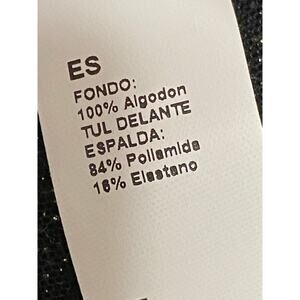 ES
FONDO:
100% Algodon
TUL DELANTE
ESPALDA:
84% Poliamida
16% Elastano